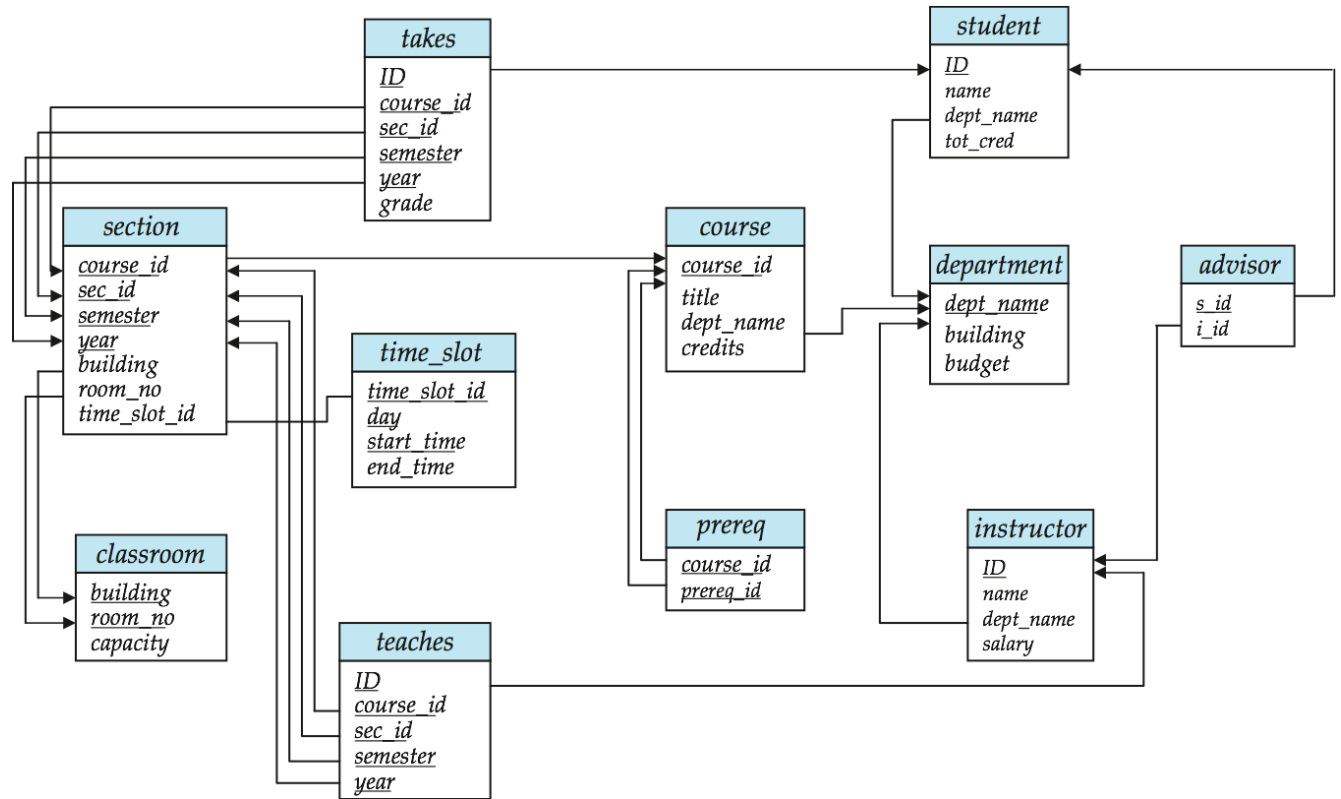 takes
ID
course_id
sec_id
semester
year
grade
student
ID
name
dept_name
tot_cred
section
course_id
sec_id
semester
year
building
room_no
time_slot_id
course
course_id
title
dept_name
credits
department
dept_name
building
budget
advisor
s_id
i_id
time_slot
time_slot_id
day
start_time
end_time
classroom
building
room_no
capacity
prereq
course_id
prereq_id
instructor
ID
name
dept_name
salary
teaches
ID
course_id
sec_id
semester
year